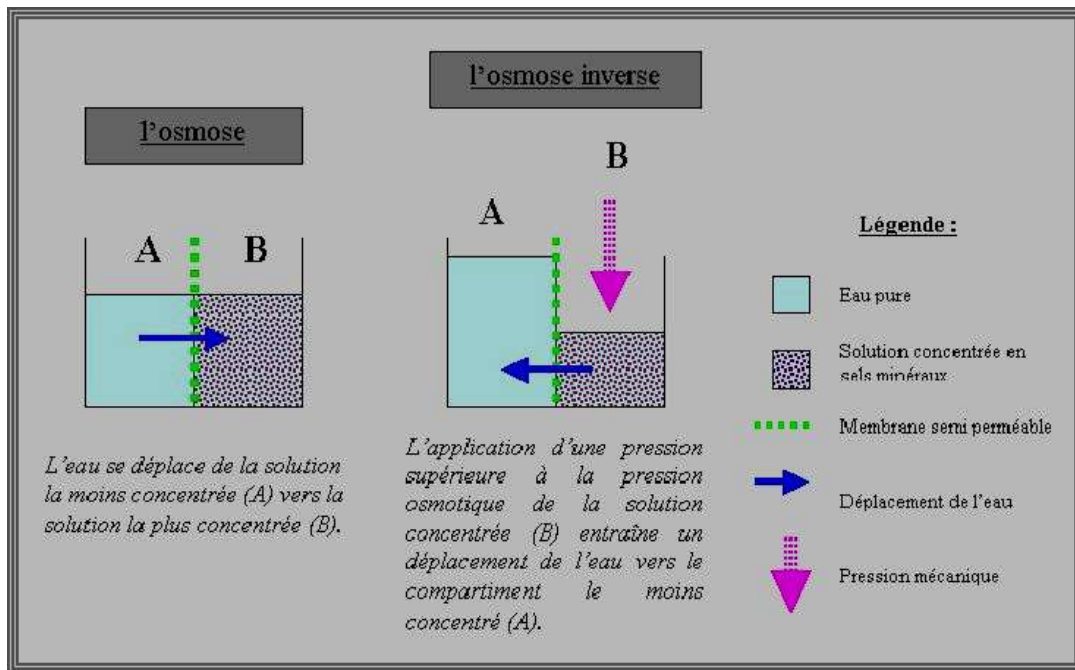 l'osmose inverse
l'osmose
B
A
A
B
Légende :
Eau pure
Solution concentrée en
sels minéraux
Membrane semi perméable
Déplacement de l'eau
Pression mécanique
L'eau se déplace de la solution
la moins concentrée (A) vers la
solution la plus concentrée (B).
L'application d'une pression
supérieure à la pression
osmotique de la solution
concentrée (B) entraîne un
déplacement de l'eau vers le
compartiment le moins
concentré (A).